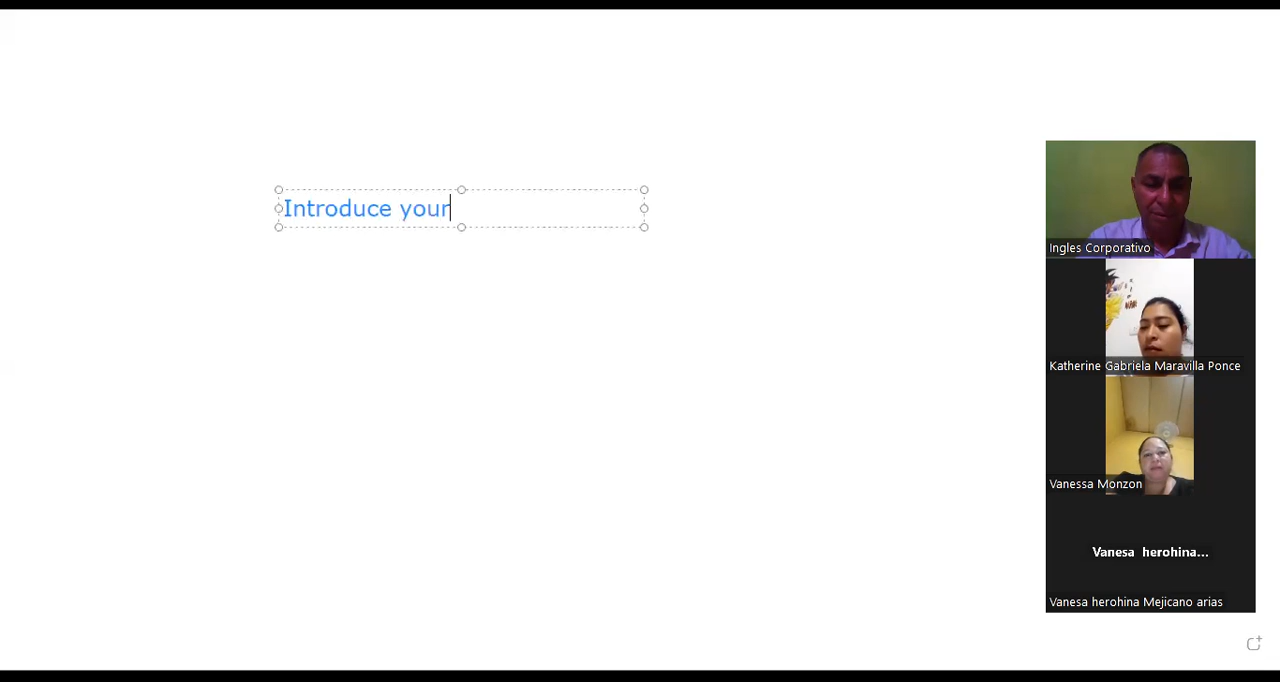 Introduce your
Ingles Corporativo
Katherine Gabriela Maravilla Ponce
Vanessa Monzon
Vanesa herohina...
Vanesa herohina Mejicano arias